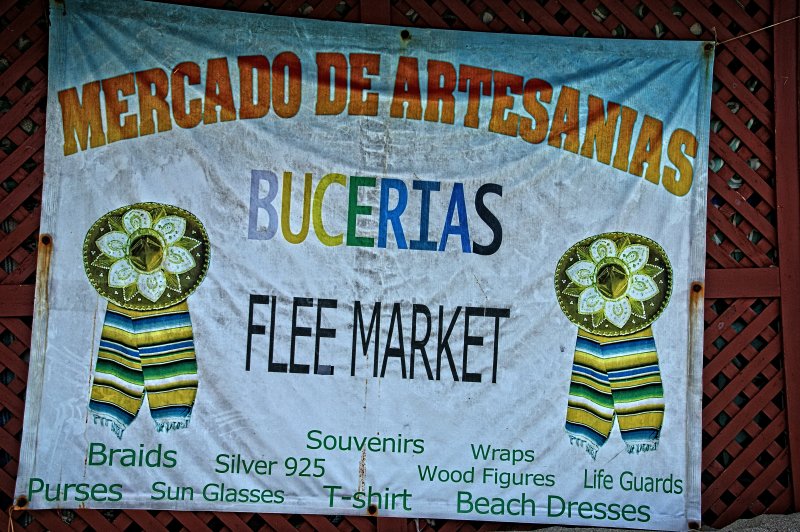 MERCADO DE ARTESANIAS
BUCERIAS
FLEE MARKET
Souvenirs
Braids
Silver 925
Wraps
Wood Figures
Life Guards
Purses
Sun Glasses
T-shirt
Beach Dresses